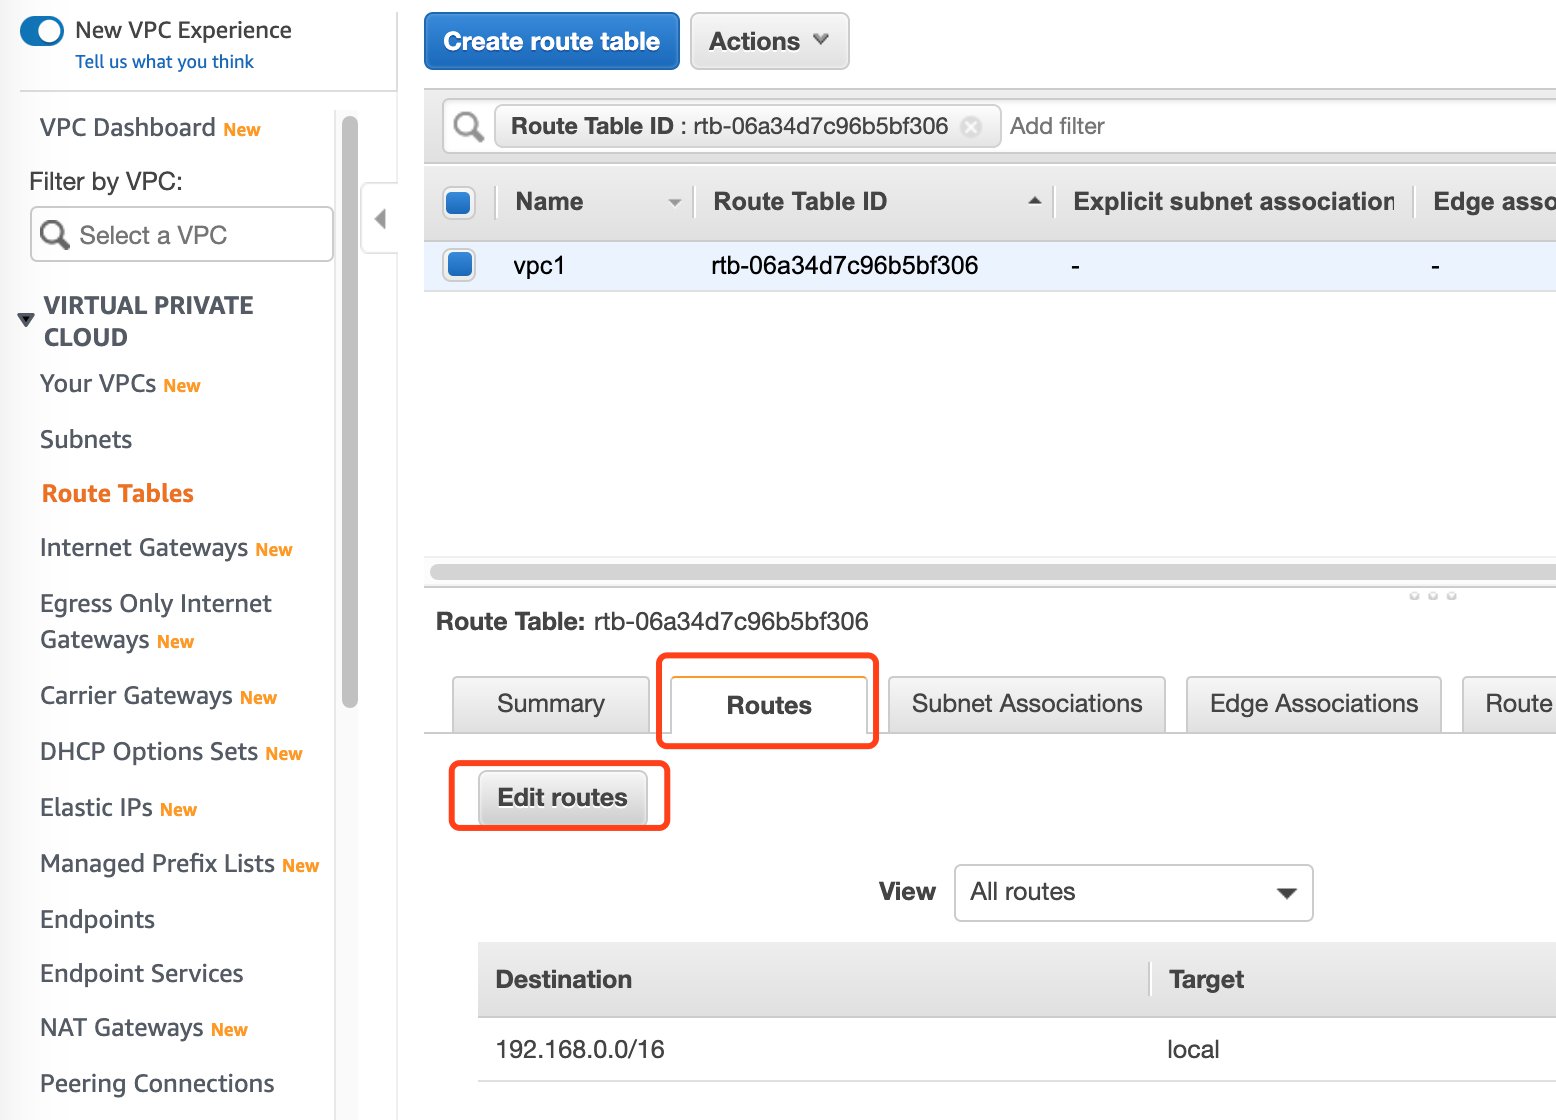 New VPC Experience
Tell us what you think
VPC Dashboard New
Filter by VPC:
Select a VPC
VIRTUAL PRIVATE
CLOUD
Your VPCs New
Subnets
Route Tables
Internet Gateways New
Egress Only Internet
Gateways New
Carrier Gateways New
DHCP Options Sets New
Elastic IPs New
Managed Prefix Lists New
Endpoints
Endpoint Services
NAT Gateways New
Peering Connections
Create route table Actions
Route Table ID : rtb-06a34d7c96b5bf306 Add filter
Name Route Table ID Explicit subnet association Edge asso
vpc1 rtb-06a34d7c96b5bf306 - -
Route Table: rtb-06a34d7c96b5bf306
Summary Routes Subnet Associations Edge Associations Route
Edit routes
View All routes
Destination Target
192.168.0.0/16 local